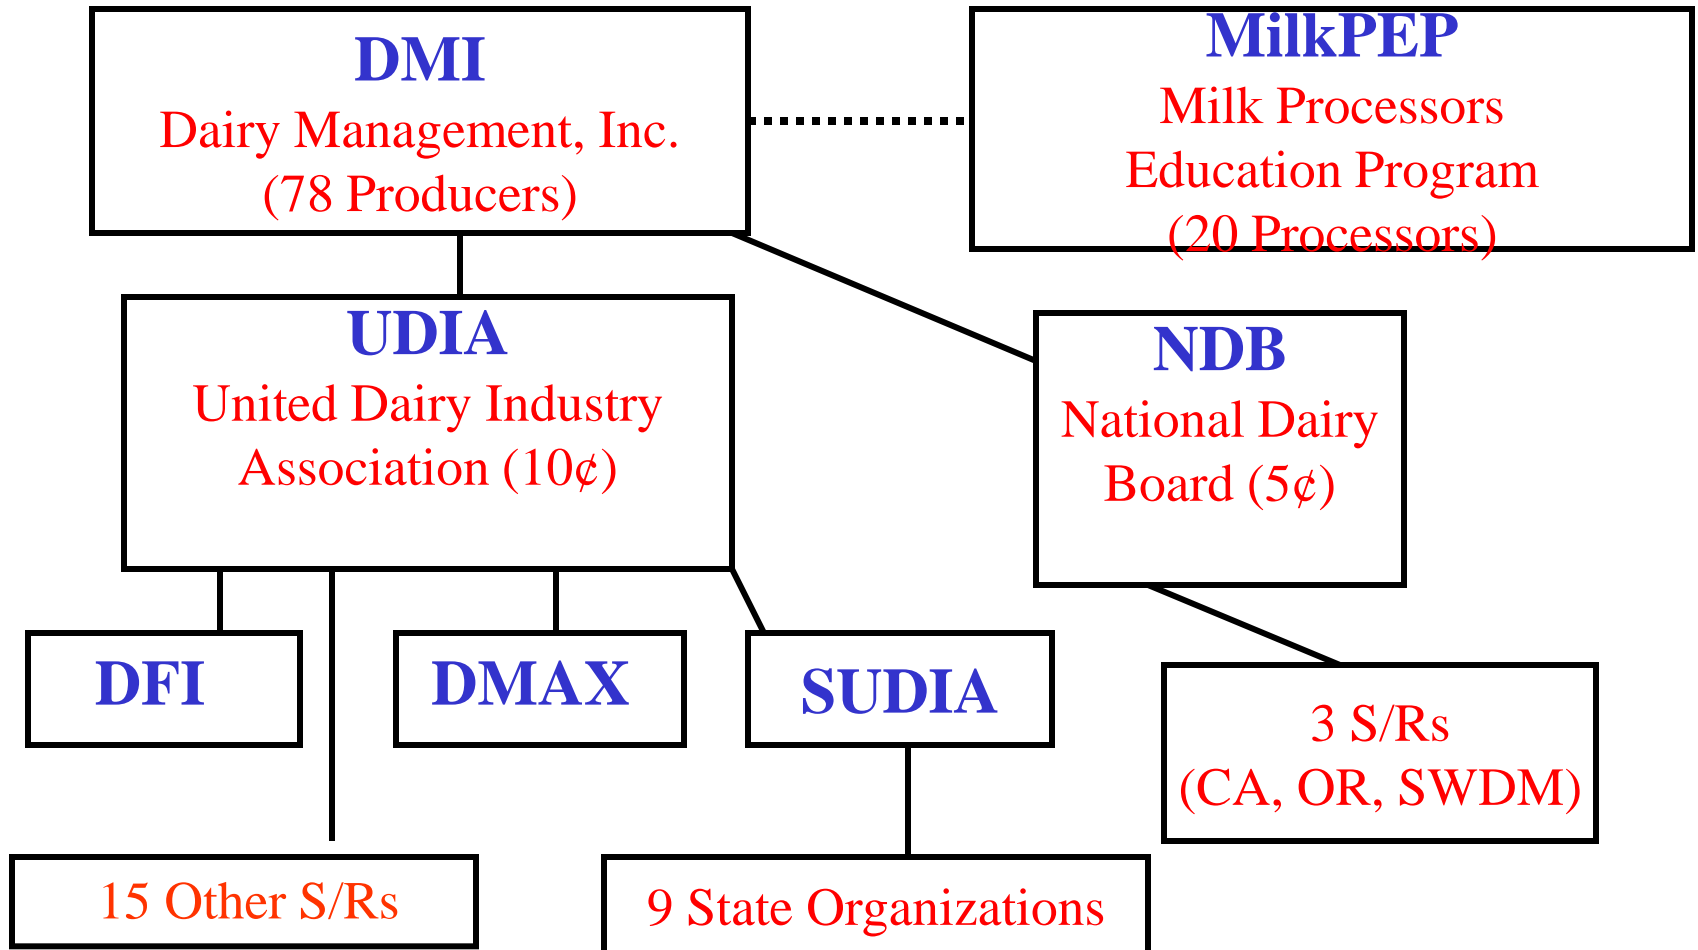 DMI
Dairy Management, Inc.
(78 Producers)
MilkPEP
Milk Processors
Education Program
(20 Processors)
UDIA
United Dairy Industry
Association (10¢)
NDB
National Dairy
Board (5¢)
DFI
DMAX
SUDIA
3 S/Rs
(CA, OR, SWDM)
15 Other S/Rs
9 State Organizations